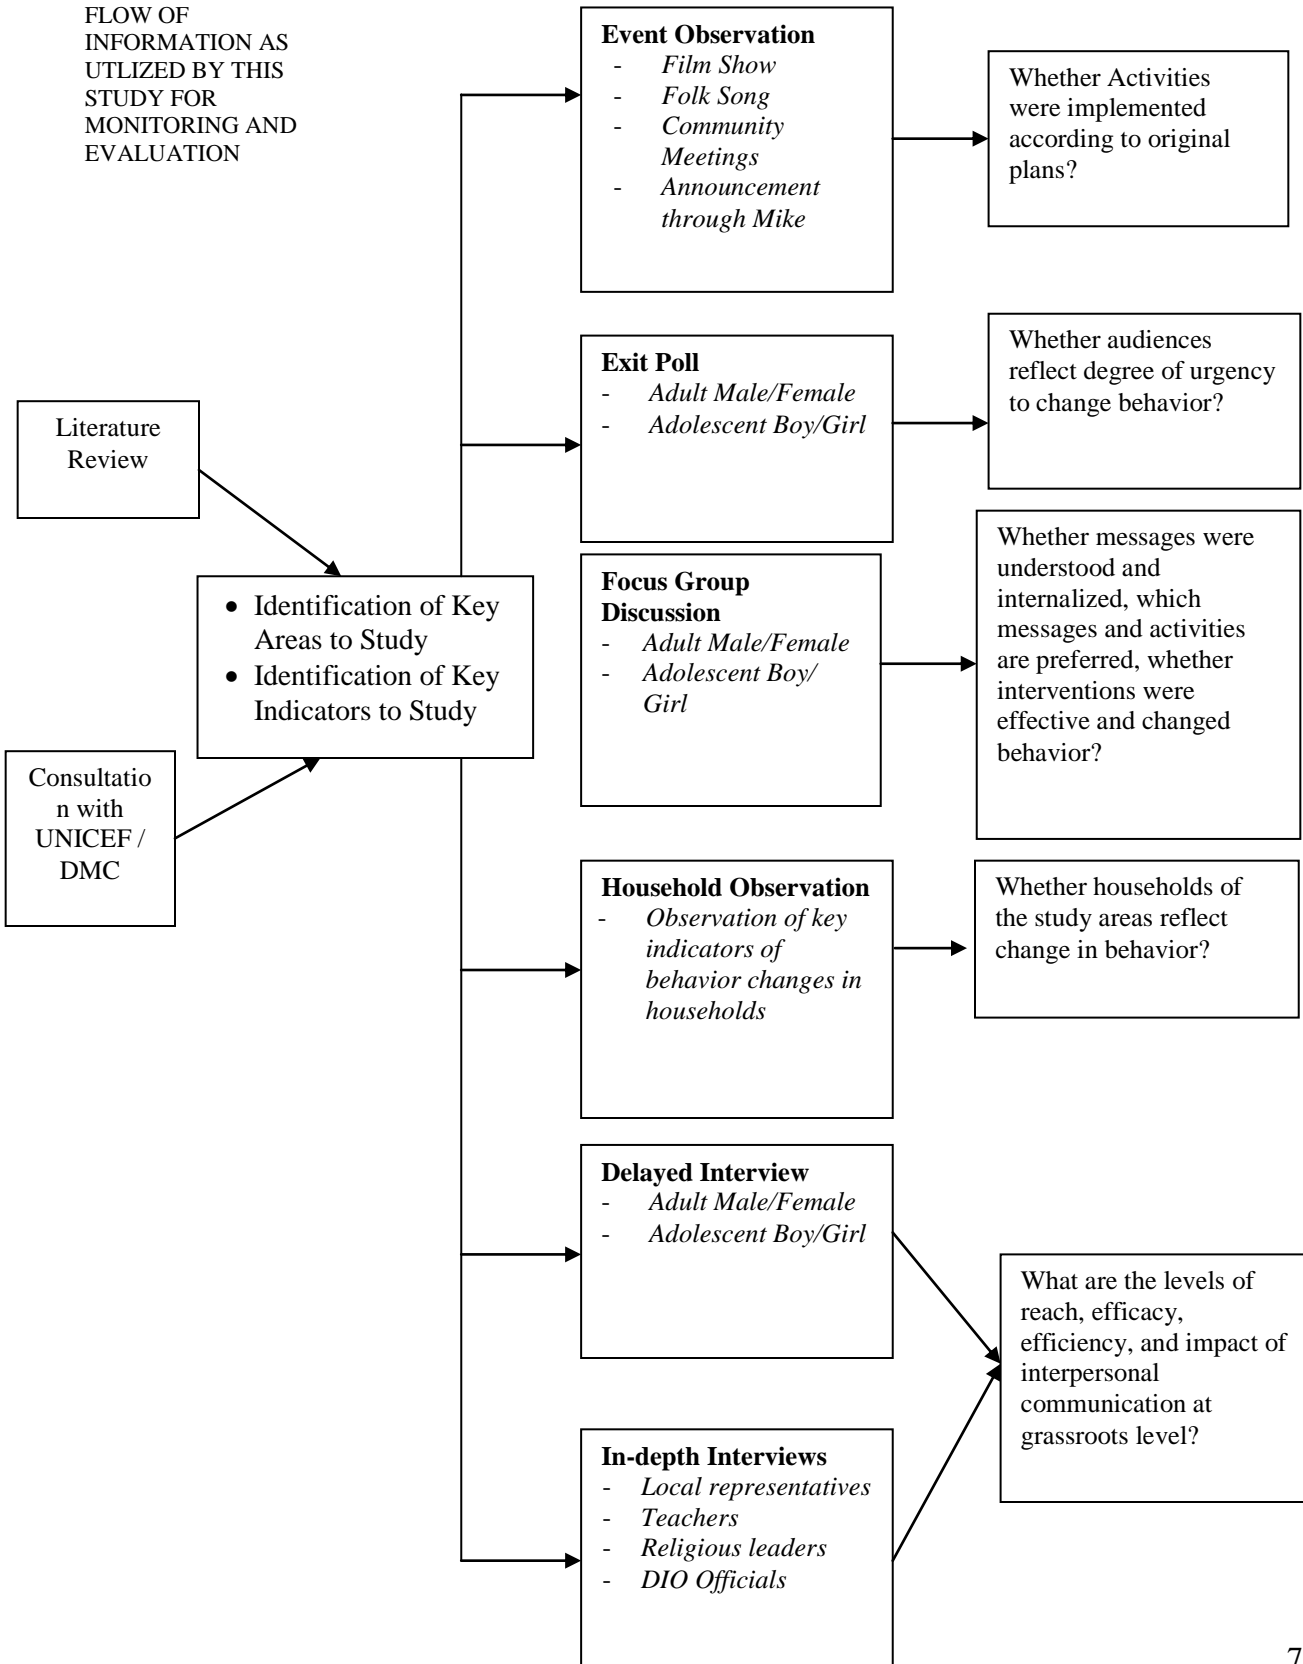 FLOW OF
INFORMATION AS
UTLIZED BY THIS
STUDY FOR
MONITORING AND
EVALUATION
Literature
Review
Consultatio
n with
UNICEF /
DMC
• Identification of Key
Areas to Study
• Identification of Key
Indicators to Study
Event Observation
- Film Show
- Folk Song
- Community
Meetings
- Announcement
through Mike
Whether Activities
were implemented
according to original
plans?
Exit Poll
- Adult Male/Female
- Adolescent Boy/Girl
Whether audiences
reflect degree of urgency
to change behavior?
Focus Group
Discussion
- Adult Male/Female
- Adolescent Boy/
Girl
Whether messages were
understood and
internalized, which
messages and activities
are preferred, whether
interventions were
effective and changed
behavior?
Household Observation
- Observation of key
indicators of
behavior changes in
households
Whether households of
the study areas reflect
change in behavior?
Delayed Interview
- Adult Male/Female
- Adolescent Boy/Girl
In-depth Interviews
- Local representatives
- Teachers
- Religious leaders
- DIO Officials
What are the levels of
reach, efficacy,
efficiency, and impact of
interpersonal
communication at
grassroots level?
7